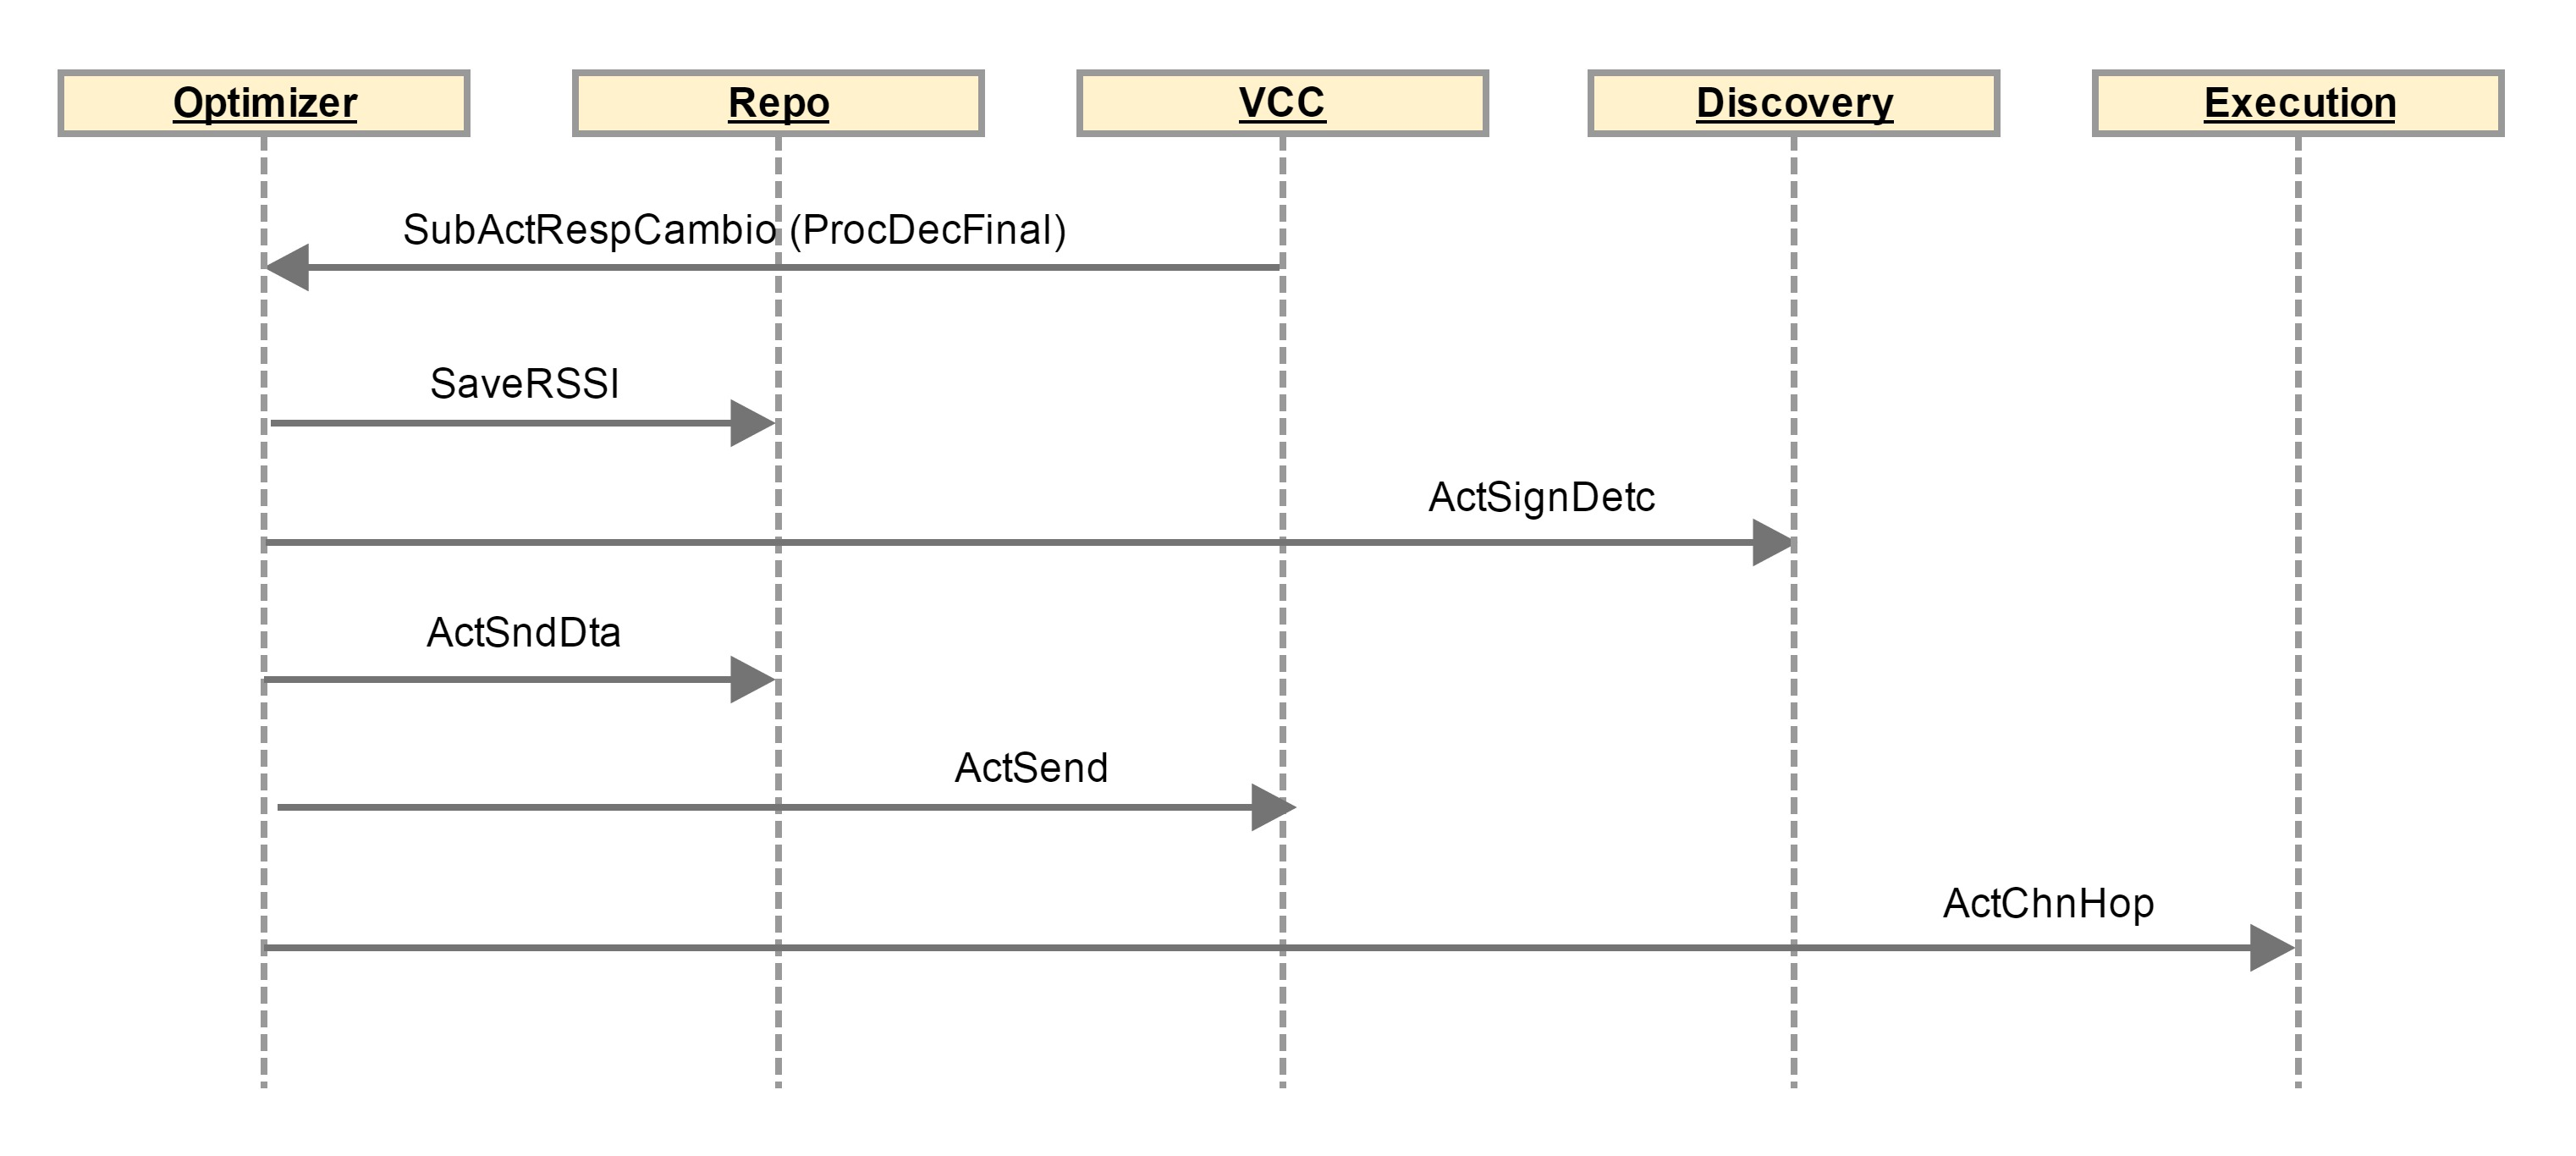 Optimizer
Repo
VCC
Discovery
Execution
SubActRespCambio (ProcDecFinal)
SaveRSSI
ActSignDetc
ActSndDta
ActSend
ActChnHop